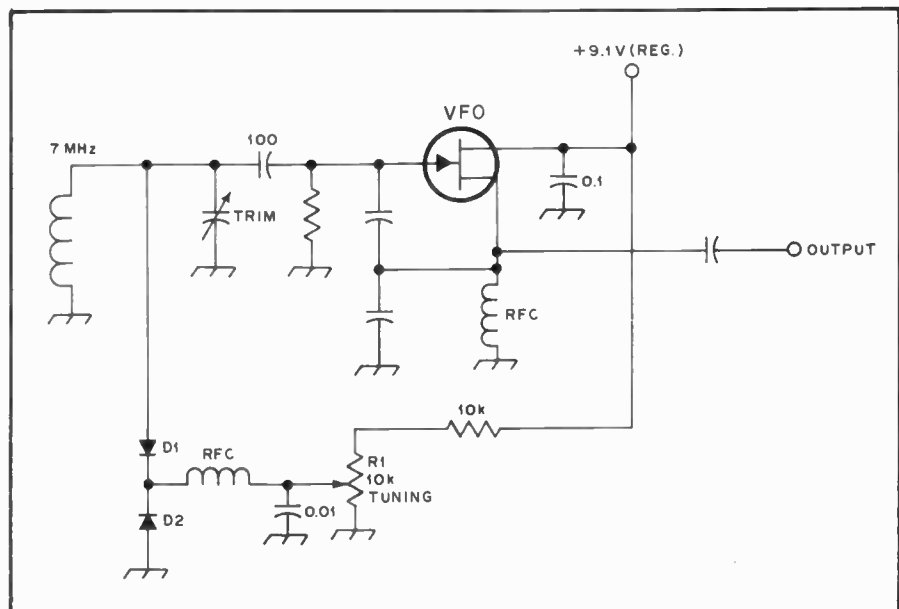 +9.1V (REG.)
VFO
7 MHz
100
TRIM
0.1
OUTPUT
RFC
10k
D1
RFC
R1
10k
TUNING
0.01
D2